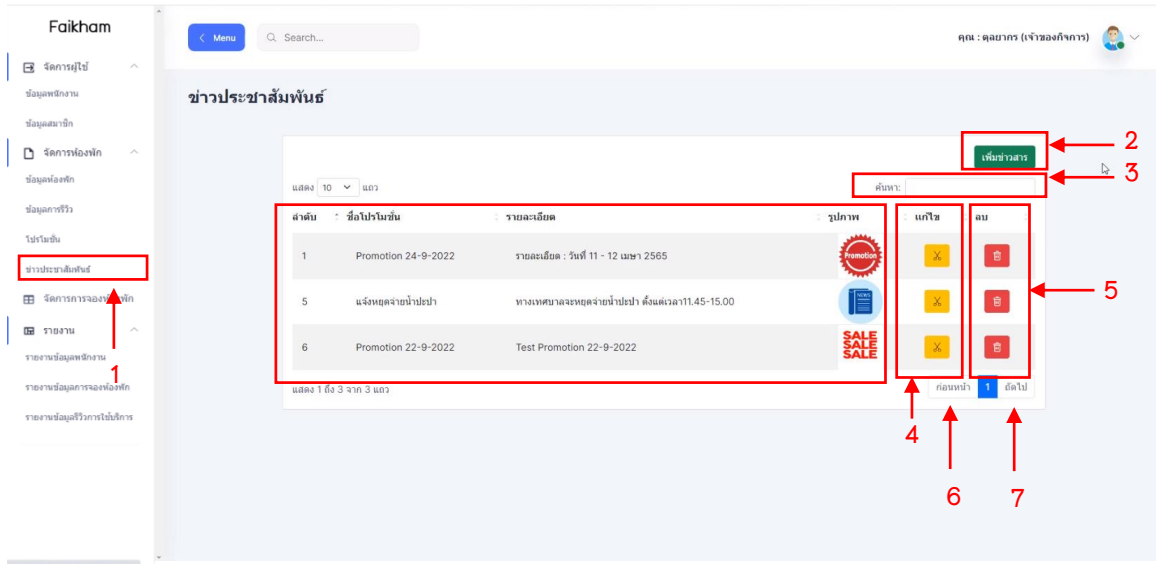 Faikham
Menu
Search...
คุณ : ดุลยากร (เจ้าของกิจการ)
จัดการผู้ใช้
ข้อมูลพนักงาน
ข้อมูลสมาชิก
จัดการห้องพัก
ข้อมูลห้องพัก
ข้อมูลการรีวิว
โปรโมชั่น
ข่าวประชาสัมพันธ์
จัดการการจองห้องพัก
รายงาน
รายงานข้อมูลพนักงาน
1
รายงานข้อมูลการจองห้องพัก
รายงานข้อมูลรีวิวการใช้บริการ
ข่าวประชาสัมพันธ์
เพิ่มข่าวสาร
2
แสดง 10 แถว
ค้นหา:
3
ลำดับ ชื่อโปรโมชั่น รายละเอียด รูปภาพ แก้ไข ลบ
1 Promotion 24-9-2022 รายละเอียด : วันที่ 11 - 12 เมษา 2565 Promotion
5 แจ้งหยุดจ่ายน้ำปะปา ทางเทศบาลจะหยุดจ่ายน้ำปะปา ตั้งแต่เวลา11.45-15.00 NEWS
5
6 Promotion 22-9-2022 Test Promotion 22-9-2022 SALE
SALE
SALE
แสดง 1 ถึง 3 จาก 3 แถว
ก่อนหน้า 1 ถัดไป
4
6
7